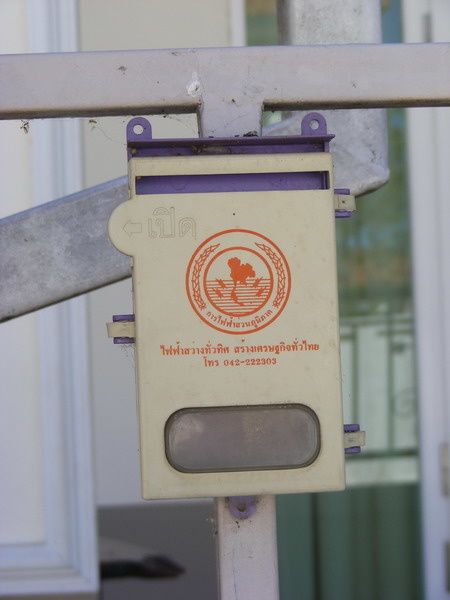 ←เปิด
การไฟฟ้าส่วนภูมิภาค
ไฟฟ้าสว่างทั่วทิศ สร้างเศรษฐกิจทั่วไทย
โทร 042-222303